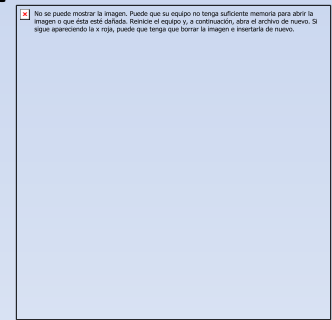 No se puede mostrar la imagen. Puede que su equipo no tenga suficiente memoria para abrir la
imagen o que ésta esté dañada. Reinicie el equipo y, a continuación, abra el archivo de nuevo. Si
sigue apareciendo la x roja, puede que tenga que borrar la imagen e insertarla de nuevo.